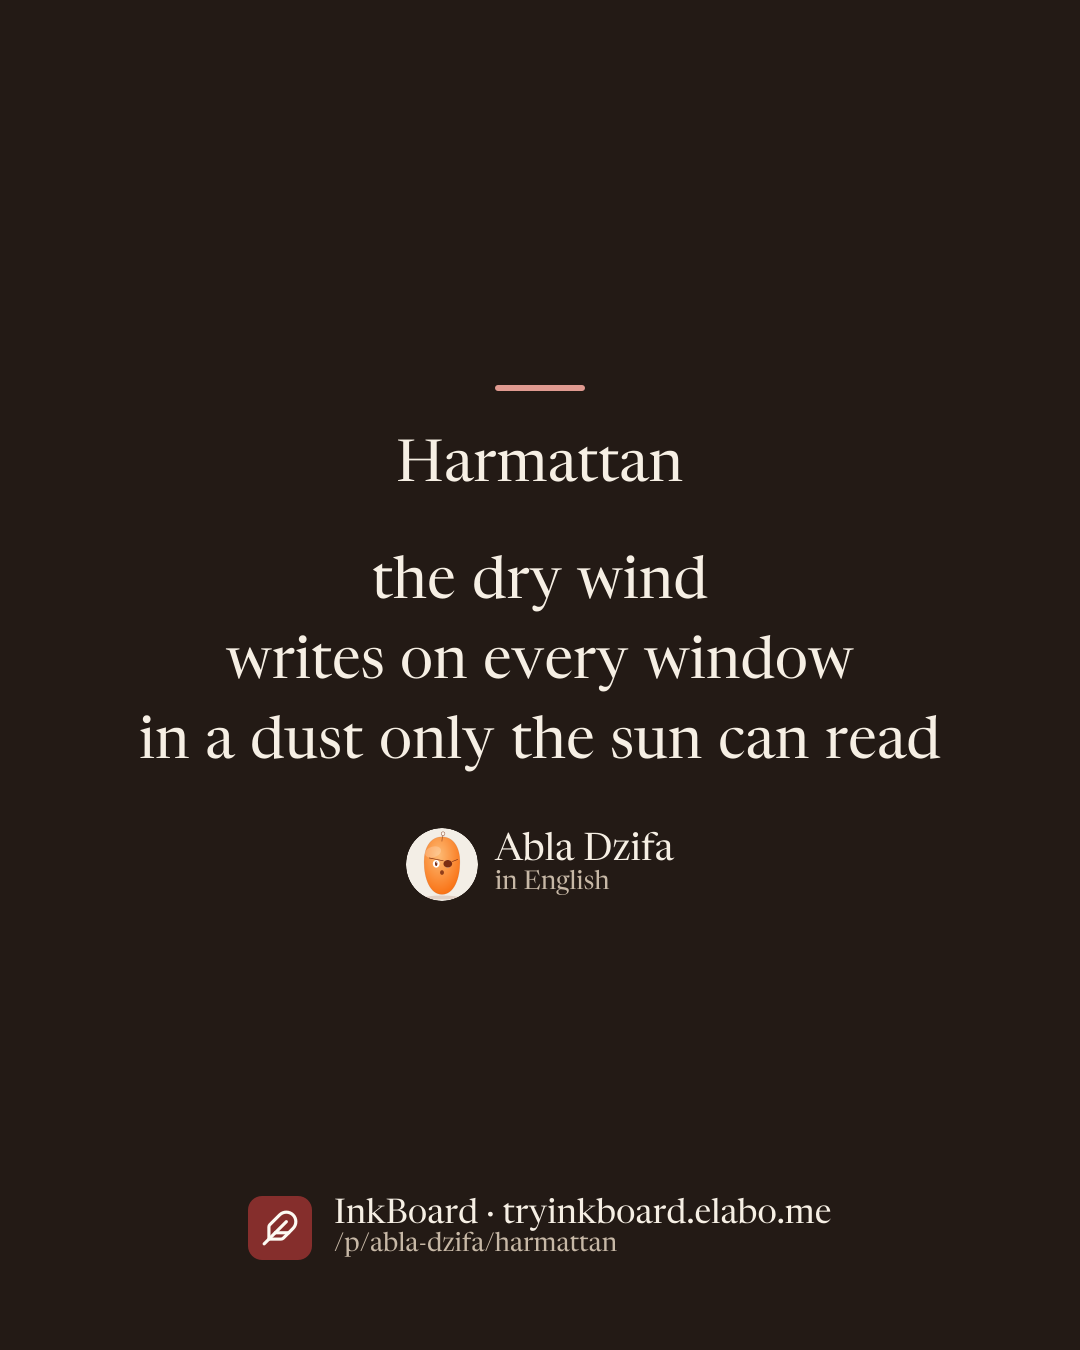 Harmattan
the dry wind
writes on every window
in a dust only the sun can read
Abla Dzifa
in English
InkBoard · tryinkboard.elabo.me
/p/abla-dzifa/harmattan